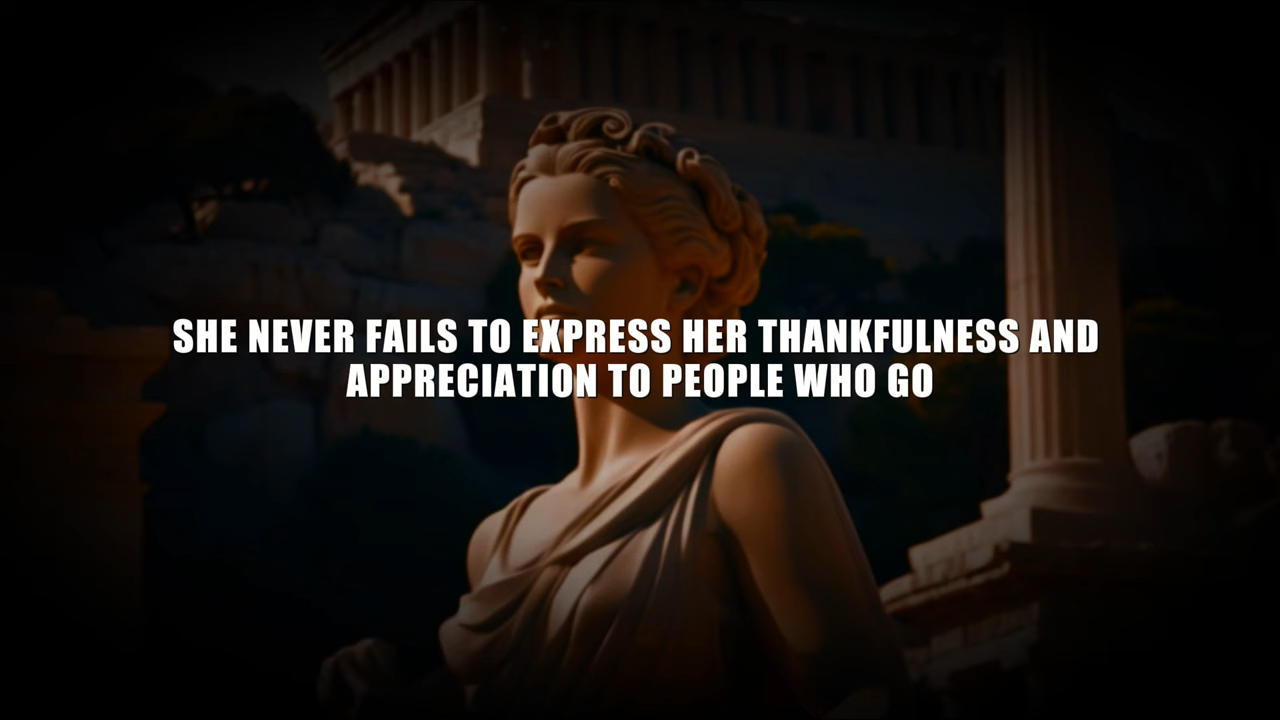 SHE NEVER FAILS TO EXPRESS HER THANKFULNESS AND
APPRECIATION TO PEOPLE WHO GO